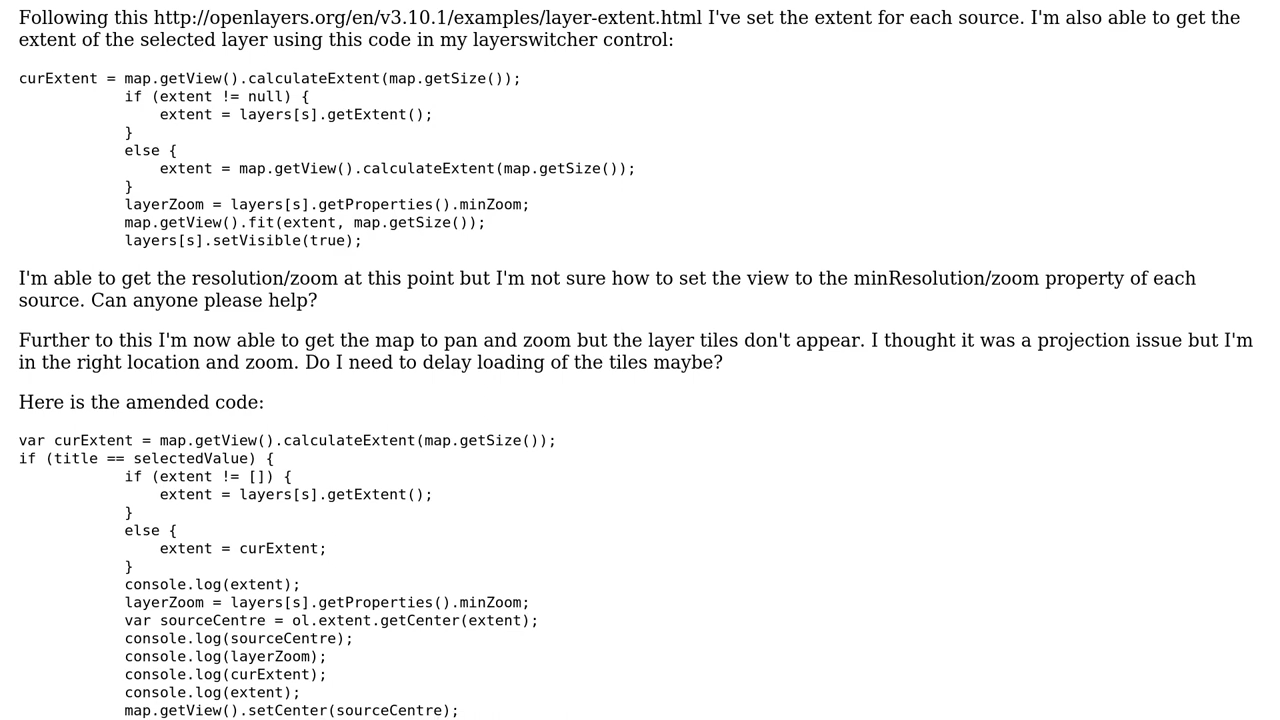 Following this http://openlayers.org/en/v3.10.1/examples/layer-extent.html I've set the extent for each source. I'm also able to get the
extent of the selected layer using this code in my layerswitcher control:
curExtent = map.getView().calculateExtent(map.getSize());
            if (extent != null) {
                extent = layers[s].getExtent();
            }
            else {
                extent = map.getView().calculateExtent(map.getSize());
            }
            layerZoom = layers[s].getProperties().minZoom;
            map.getView().fit(extent, map.getSize());
            layers[s].setVisible(true);
I'm able to get the resolution/zoom at this point but I'm not sure how to set the view to the minResolution/zoom property of each
source. Can anyone please help?
Further to this I'm now able to get the map to pan and zoom but the layer tiles don't appear. I thought it was a projection issue but I'm
in the right location and zoom. Do I need to delay loading of the tiles maybe?
Here is the amended code:
var curExtent = map.getView().calculateExtent(map.getSize());
if (title == selectedValue) {
            if (extent != []) {
                extent = layers[s].getExtent();
            }
            else {
                extent = curExtent;
            }
            console.log(extent);
            layerZoom = layers[s].getProperties().minZoom;
            var sourceCentre = ol.extent.getCenter(extent);
            console.log(sourceCentre);
            console.log(layerZoom);
            console.log(curExtent);
            console.log(extent);
            map.getView().setCenter(sourceCentre);